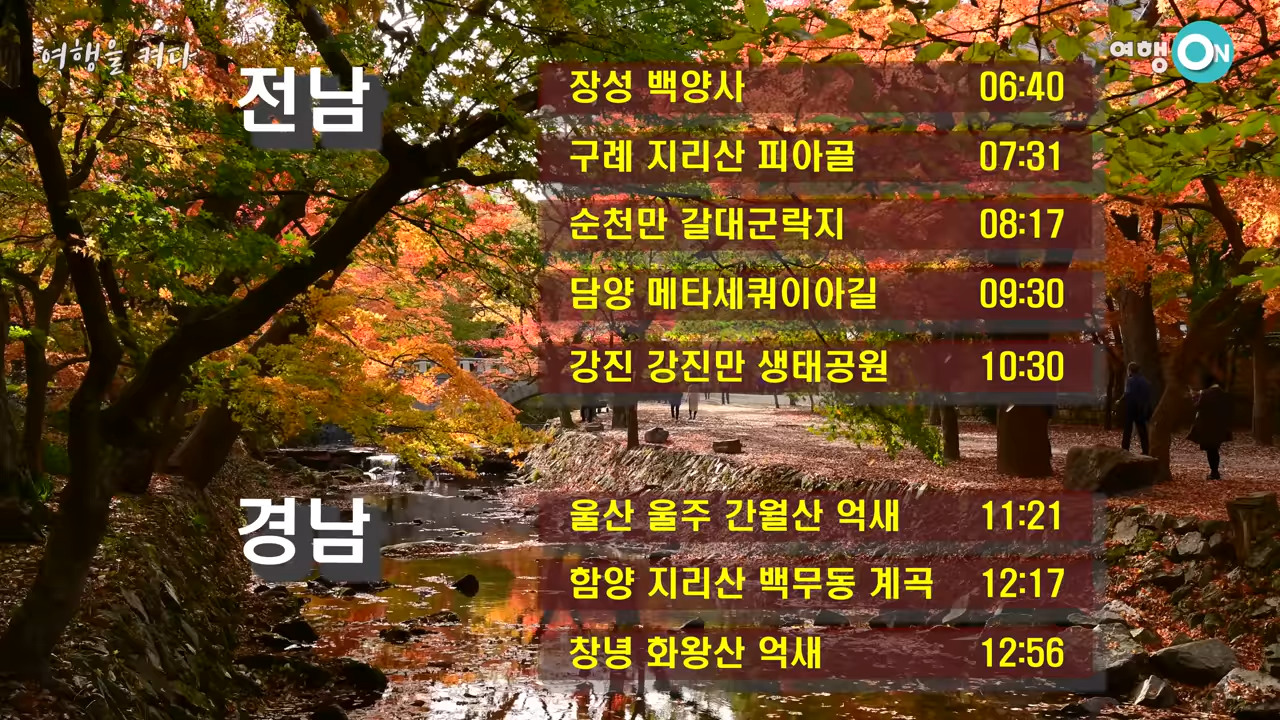 여행을 켜다
여행ON
전남
장성 백양사 06:40
구례 지리산 피아골 07:31
순천만 갈대군락지 08:17
담양 메타세쿼이아길 09:30
강진 강진만 생태공원 10:30
경남
울산 울주 간월산 억새 11:21
함양 지리산 백무동 계곡 12:17
창녕 화왕산 억새 12:56